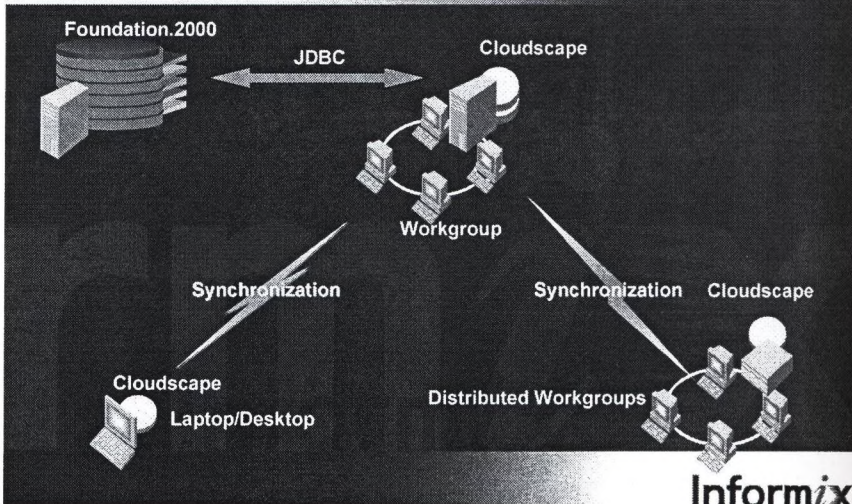 Foundation.2000
JDBC
Cloudscape
Workgroup
Synchronization
Synchronization
Cloudscape
Cloudscape
Laptop/Desktop
Distributed Workgroups
Informix